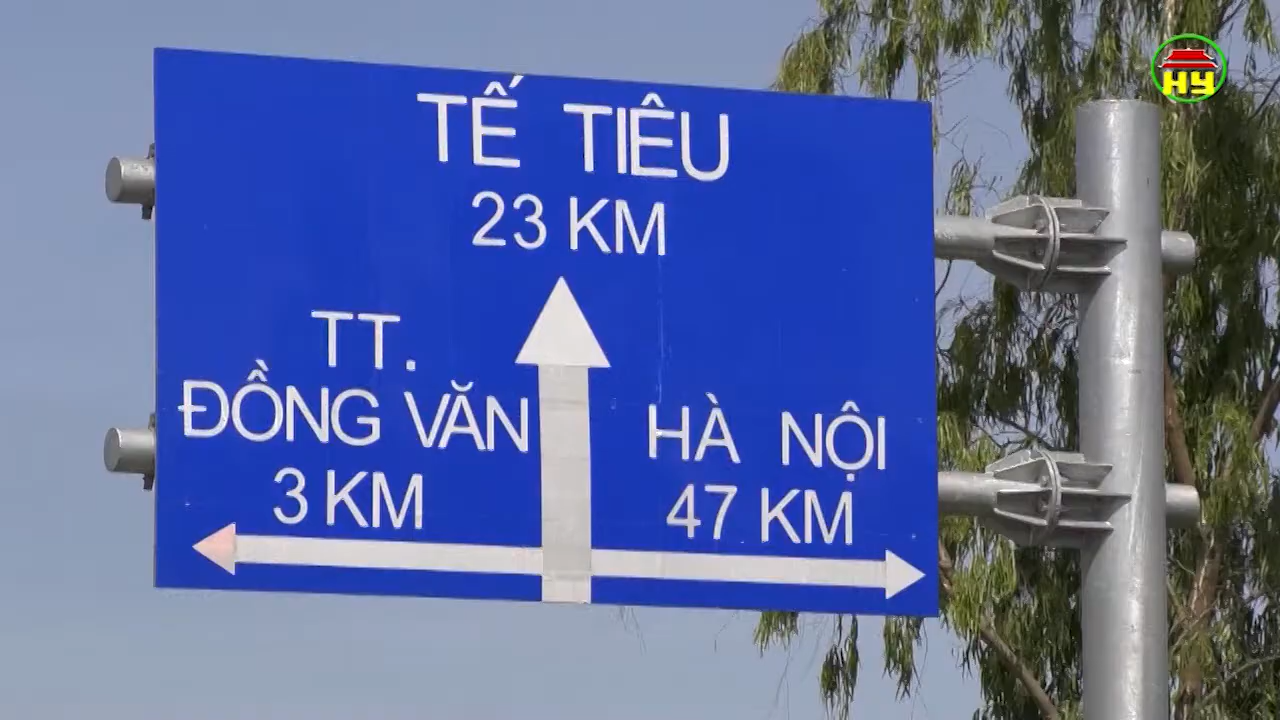 HY
TẾ TIÊU
23 KM
TT.
ĐỒNG VĂN
3 KM
HÀ NỘI
47 KM